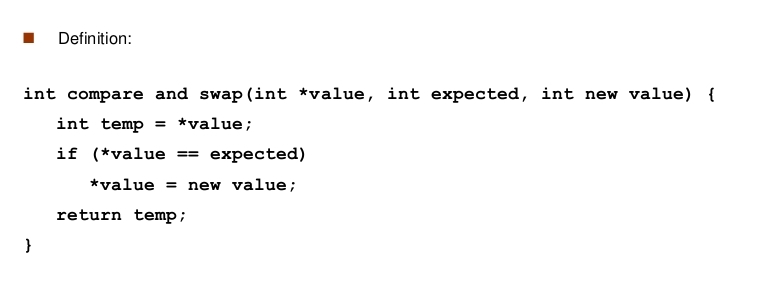 Definition:
int compare and swap(int *value, int expected, int new value) {
int temp = *value;
if (*value == expected)
*value = new value;
return temp;
}